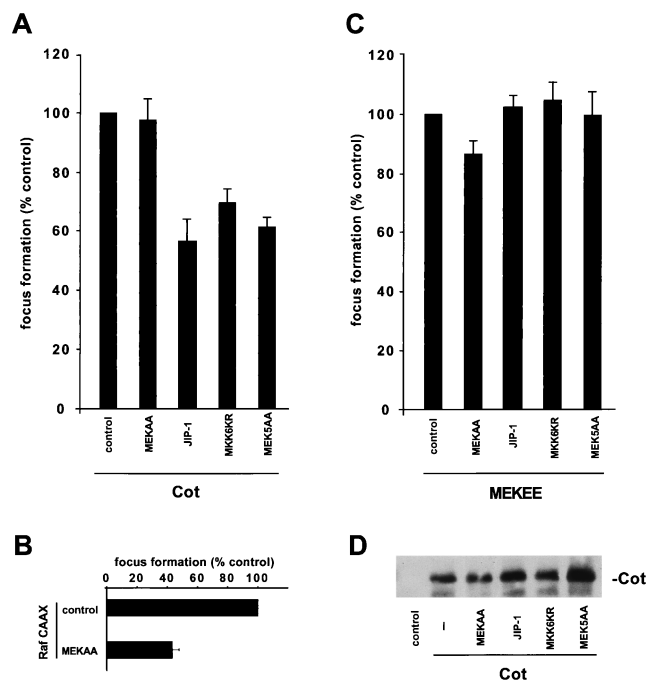 A
focus formation (% control)
120
100
80
60
40
20
0
control
MEKAA
JIP-1
MKK6KR
MEK5AA
Cot
C
focus formation (% control)
120
100
80
60
40
20
0
control
MEKAA
JIP-1
MKK6KR
MEK5AA
MEKEE
B
focus formation (% control)
0 20 40 60 80 100
Raf CAAX
control
MEKAA
D
-Cot
control
–
MEKAA
JIP-1
MKK6KR
MEK5AA
Cot